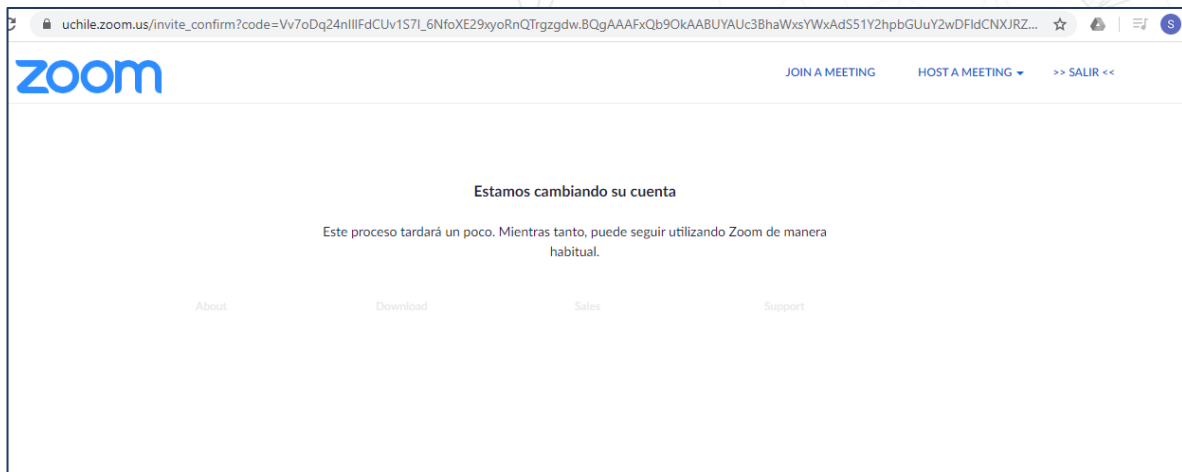 uchile.zoom.us/invite_confirm?code=Vv7oDq24nIIlFdCUv1S7I_6NfoXE29xyoRnQTrgzgdw.BQgAAAFxQb9OkAABUYAUc3BhaWxsYWxAdS51Y2hpbGUuY2wDFIdCNXJRZ... S
zoom JOIN A MEETING HOST A MEETING >> SALIR <<
Estamos cambiando su cuenta
Este proceso tardará un poco. Mientras tanto, puede seguir utilizando Zoom de manera
habitual.
About Download Sales Support